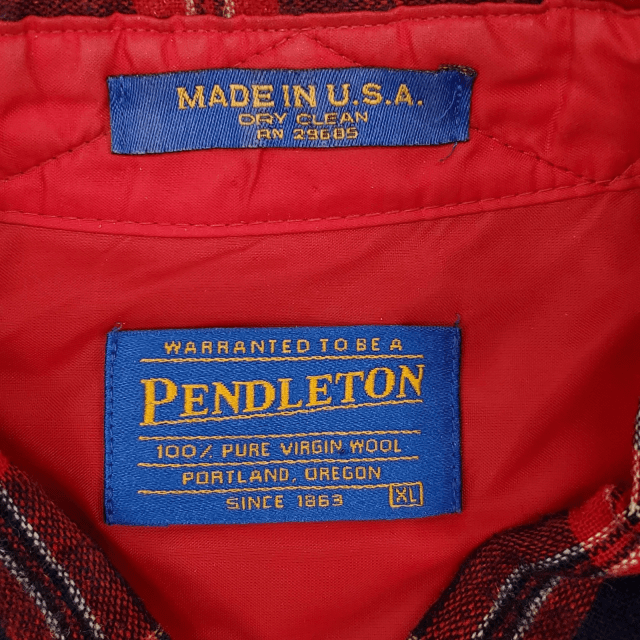 MADE IN U.S.A.
DRY CLEAN
RN 29685
WARRANTED TO BE A
PENDLETON
100% PURE VIRGIN WOOL
PORTLAND, OREGON
SINCE 1863
XL